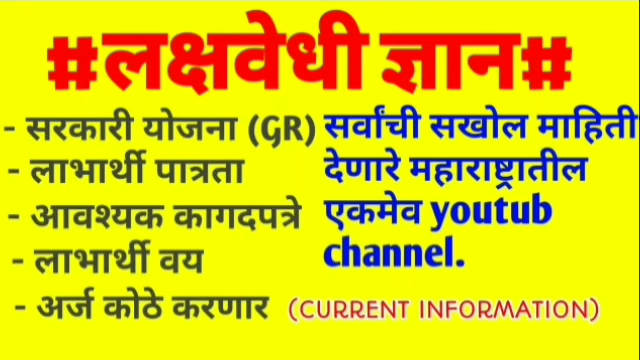 #लक्षवेधी ज्ञान#
- सरकारी योजना (GR)
- लाभार्थी पात्रता
- आवश्यक कागदपत्रे
- लाभार्थी वय
- अर्ज कोठे करणार
सर्वांची सखोल माहिती
देणारे महाराष्ट्रातील
एकमेव youtub
channel.
(CURRENT INFORMATION)